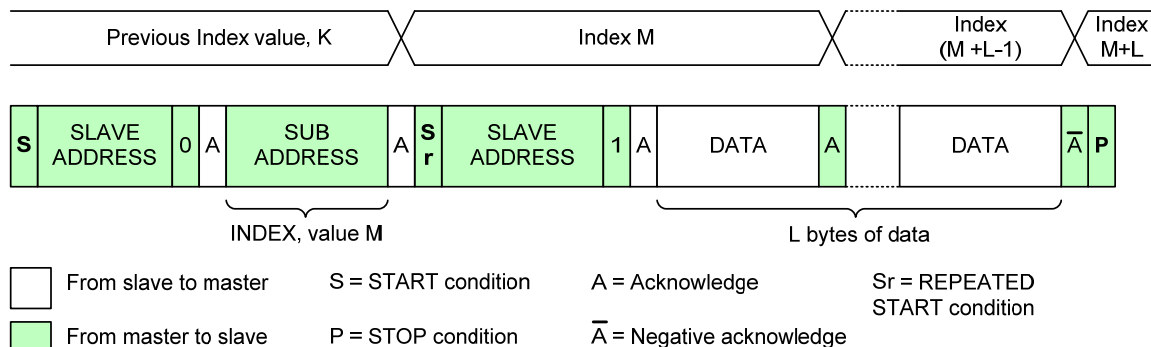 Previous Index value, K
Index M
Index
(M +L-1)
Index
M+L
S
SLAVE
ADDRESS
0
A
SUB
ADDRESS
A
S
r
SLAVE
ADDRESS
1
A
DATA
A
DATA
A̅
P
INDEX, value M
L bytes of data
From slave to master
S = START condition
A = Acknowledge
Sr = REPEATED
START condition
From master to slave
P = STOP condition
A̅ = Negative acknowledge